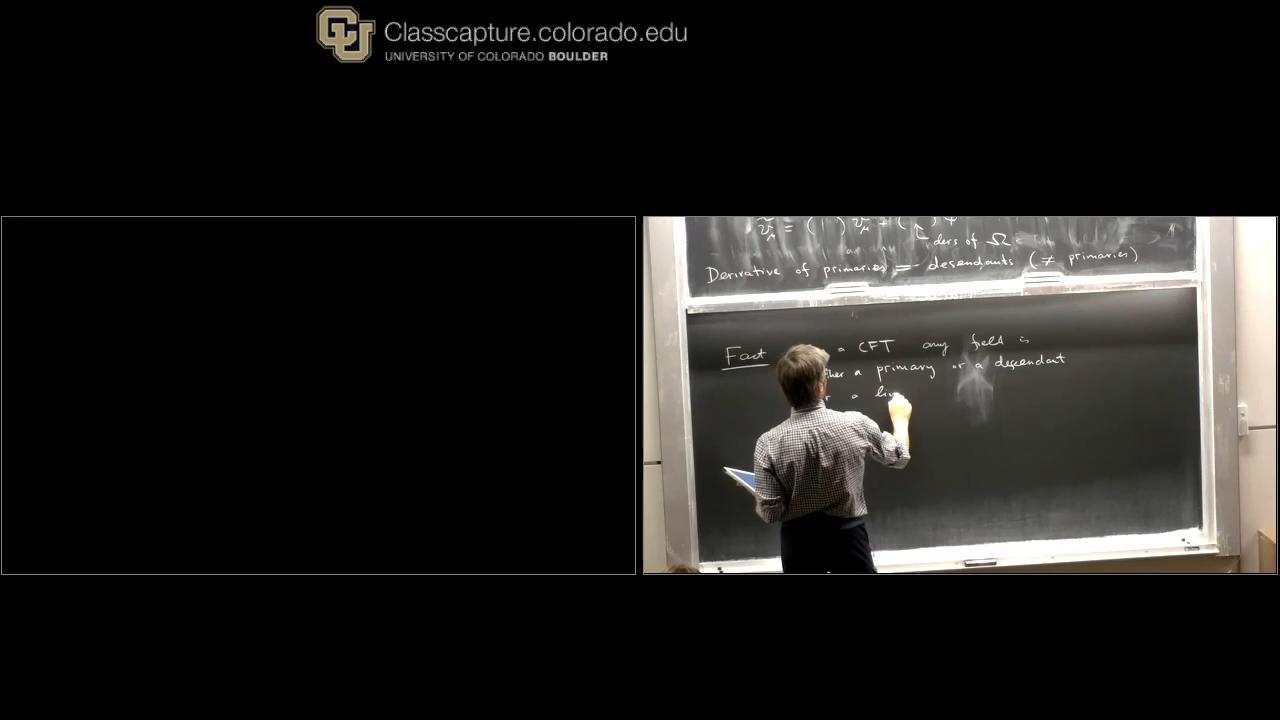 Classcapture.colorado.edu
UNIVERSITY OF COLORADO BOULDER
ders of Ω
Derivative of primaries = descendants (≠ primaries)
Fact a CFT any field is
a primary or a descendant
a